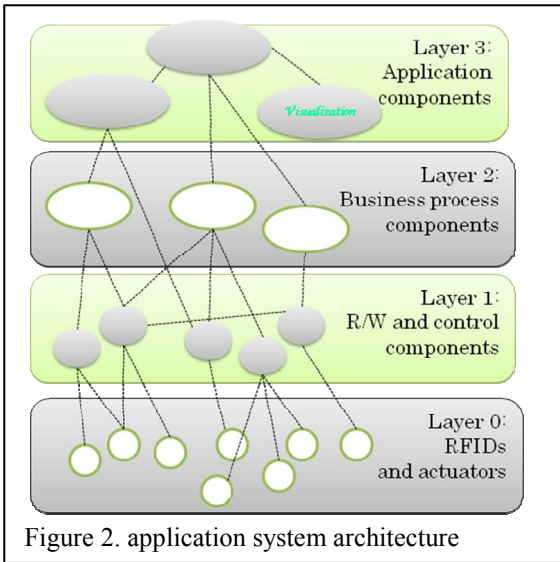 Layer 3:
Application
components
Visualization
Layer 2:
Business process
components
Layer 1:
R/W and control
components
Layer 0:
RFIDs
and actuators
Figure 2. application system architecture